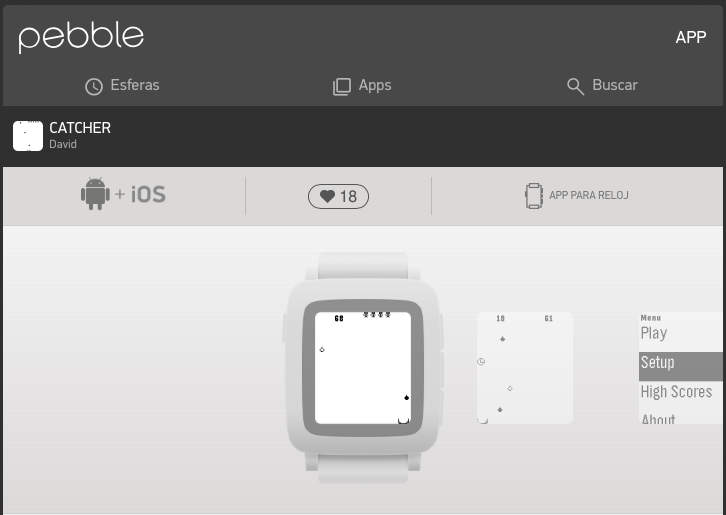 pebble
APP
Esferas
Apps
Buscar
CATCHER
David
+ iOS
18
APP PARA RELOJ
68
18 61
Menu
Play
Setup
High Scores
About